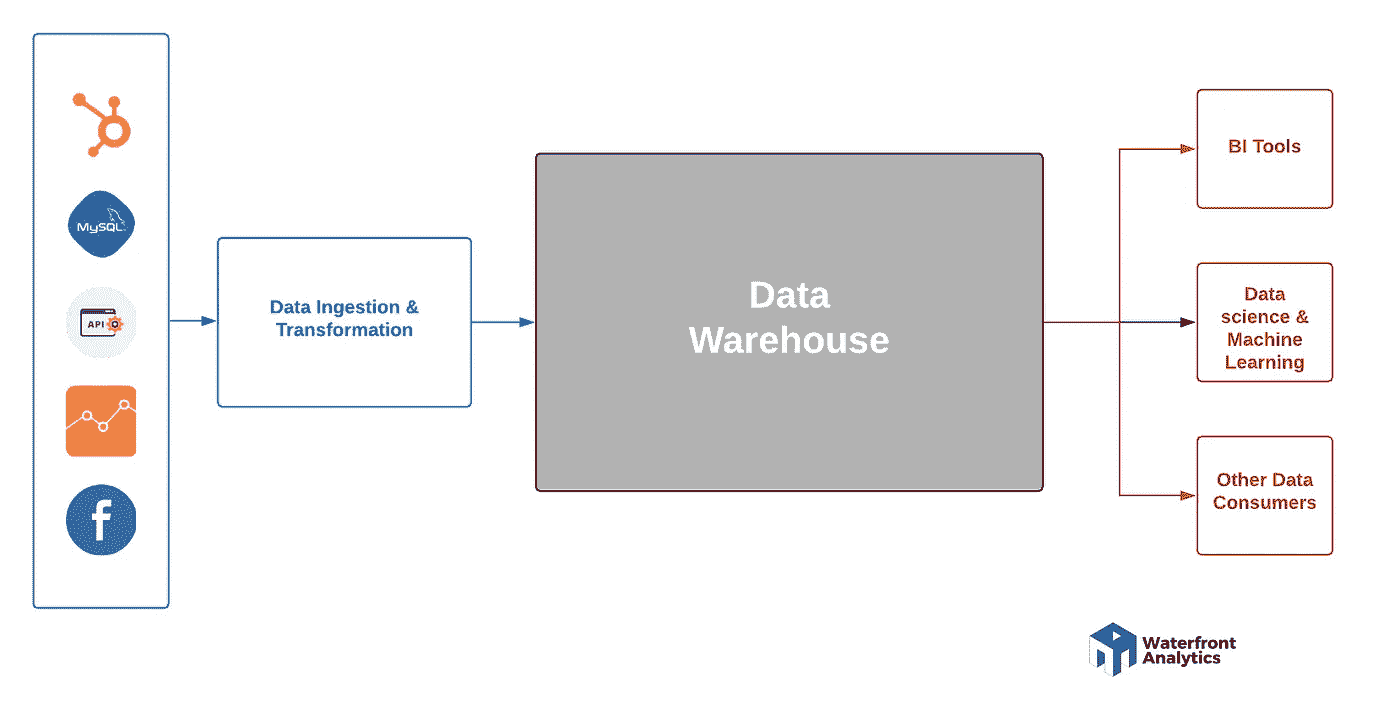 MySQL
API
Data Ingestion &
Transformation
Data
Warehouse
BI Tools
Data
science &
Machine
Learning
Other Data
Consumers
Waterfront
Analytics